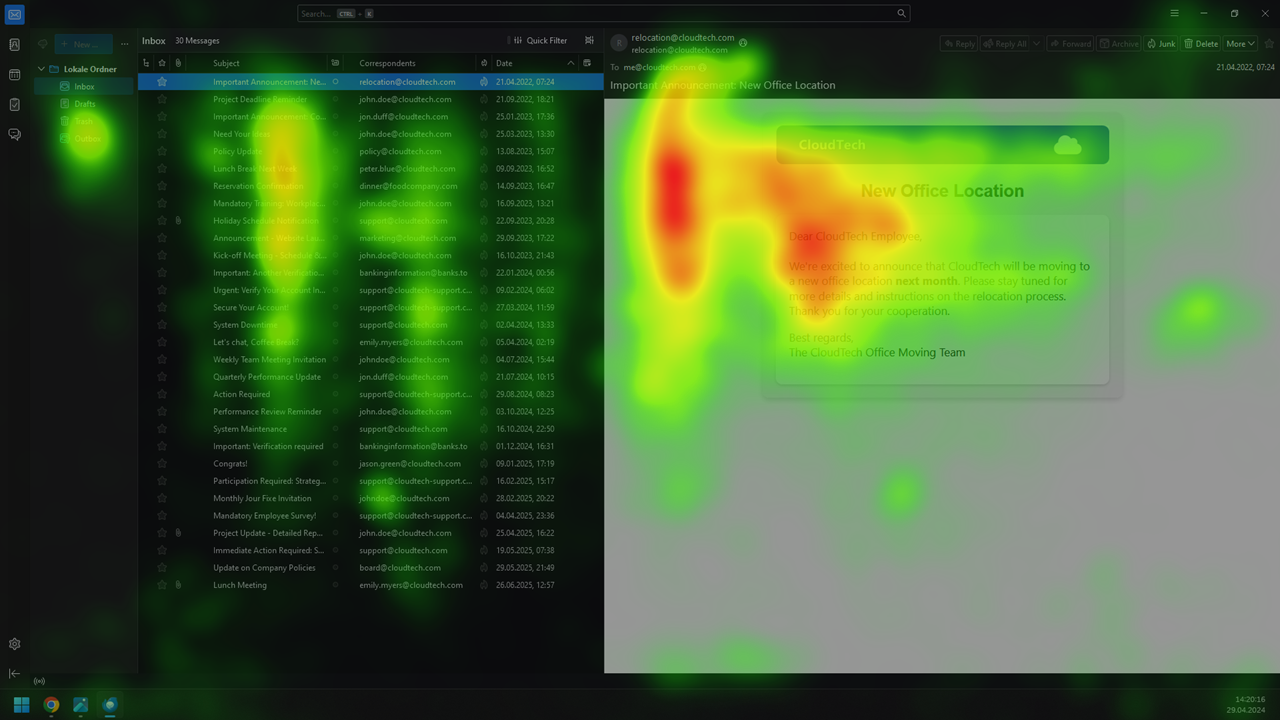 Search... CTRL + K
+ New ...
Lokale Ordner
Inbox
Drafts
Trash
Outbox
Inbox 30 Messages Quick Filter
Subject Correspondents Date
Important Announcement: Ne... relocation@cloudtech.com 21.04.2022, 07:24
Project Deadline Reminder john.doe@cloudtech.com 21.09.2022, 18:21
Important Announcement: Co... jon.duff@cloudtech.com 25.01.2023, 17:36
Need Your Ideas john.doe@cloudtech.com 25.03.2023, 13:30
Policy Update policy@cloudtech.com 13.08.2023, 15:07
Lunch Break Next Week peter.blue@cloudtech.com 09.09.2023, 16:52
Reservation Confirmation dinner@foodcompany.com 14.09.2023, 16:47
Mandatory Training: Workplac... john.doe@cloudtech.com 16.09.2023, 13:21
Holiday Schedule Notification support@cloudtech.com 22.09.2023, 20:28
Announcement - Website Lau... marketing@cloudtech.com 29.09.2023, 17:22
Kick-off Meeting - Schedule &... john.doe@cloudtech.com 16.10.2023, 21:43
Important: Another Verificatio... bankinginformation@banks.to 22.01.2024, 00:56
Urgent: Verify Your Account In... support@cloudtech-support.c... 09.02.2024, 06:02
Secure Your Account! support@cloudtech-support.c... 27.03.2024, 11:59
System Downtime support@cloudtech.com 02.04.2024, 13:33
Let's chat, Coffee Break? emily.myers@cloudtech.com 05.04.2024, 02:19
Weekly Team Meeting Invitation johndoe@cloudtech.com 04.07.2024, 15:44
Quarterly Performance Update jon.duff@cloudtech.com 21.07.2024, 10:15
Action Required support@cloudtech-support.c... 29.08.2024, 08:23
Performance Review Reminder john.doe@cloudtech.com 03.10.2024, 12:25
System Maintenance support@cloudtech.com 16.10.2024, 22:50
Important: Verification required bankinginformation@banks.to 01.12.2024, 16:31
Congrats! jason.green@cloudtech.com 09.01.2025, 17:19
Participation Required: Strateg... support@cloudtech-support.c... 16.02.2025, 15:17
Monthly Jour Fixe Invitation johndoe@cloudtech.com 28.02.2025, 20:22
Mandatory Employee Survey! support@cloudtech-support.c... 04.04.2025, 23:36
Project Update - Detailed Rep... john.doe@cloudtech.com 25.04.2025, 16:22
Immediate Action Required: S... support@cloudtech.com 19.05.2025, 07:38
Update on Company Policies board@cloudtech.com 29.05.2025, 21:49
Lunch Meeting emily.myers@cloudtech.com 26.06.2025, 12:57
R
relocation@cloudtech.com
relocation@cloudtech.com
Reply Reply All Forward Archive Junk Delete More
To me@cloudtech.com 21.04.2022, 07:24
Important Announcement: New Office Location
CloudTech
New Office Location
Dear CloudTech Employee,
We're excited to announce that CloudTech will be moving to
a new office location next month. Please stay tuned for
more details and instructions on the relocation process.
Thank you for your cooperation.
Best regards,
The CloudTech Office Moving Team
14:20:16
29.04.2024